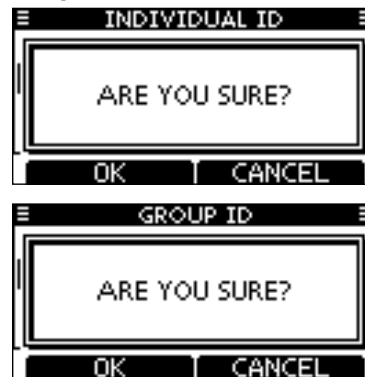 INDIVIDUAL ID
ARE YOU SURE?
OK CANCEL
GROUP ID
ARE YOU SURE?
OK CANCEL